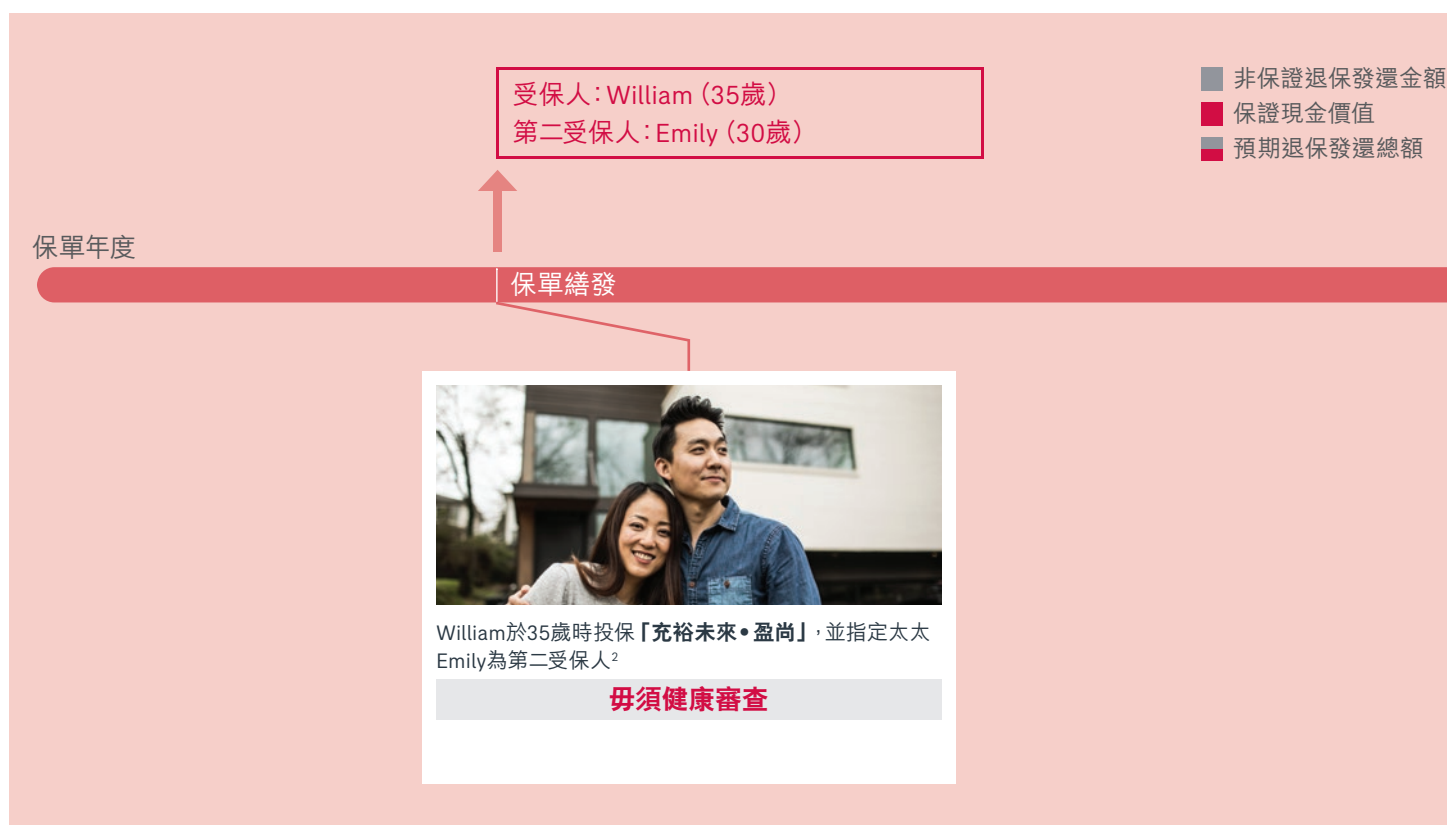 受保人：William（35歲）
第二受保人：Emily（30歲）
非保證退保發還金額
保證現金價值
預期退保發還總額
保單年度
保單繕發
William於35歲時投保「充裕未來•盈尚」，並指定太太
Emily為第二受保人²
毋須健康審查